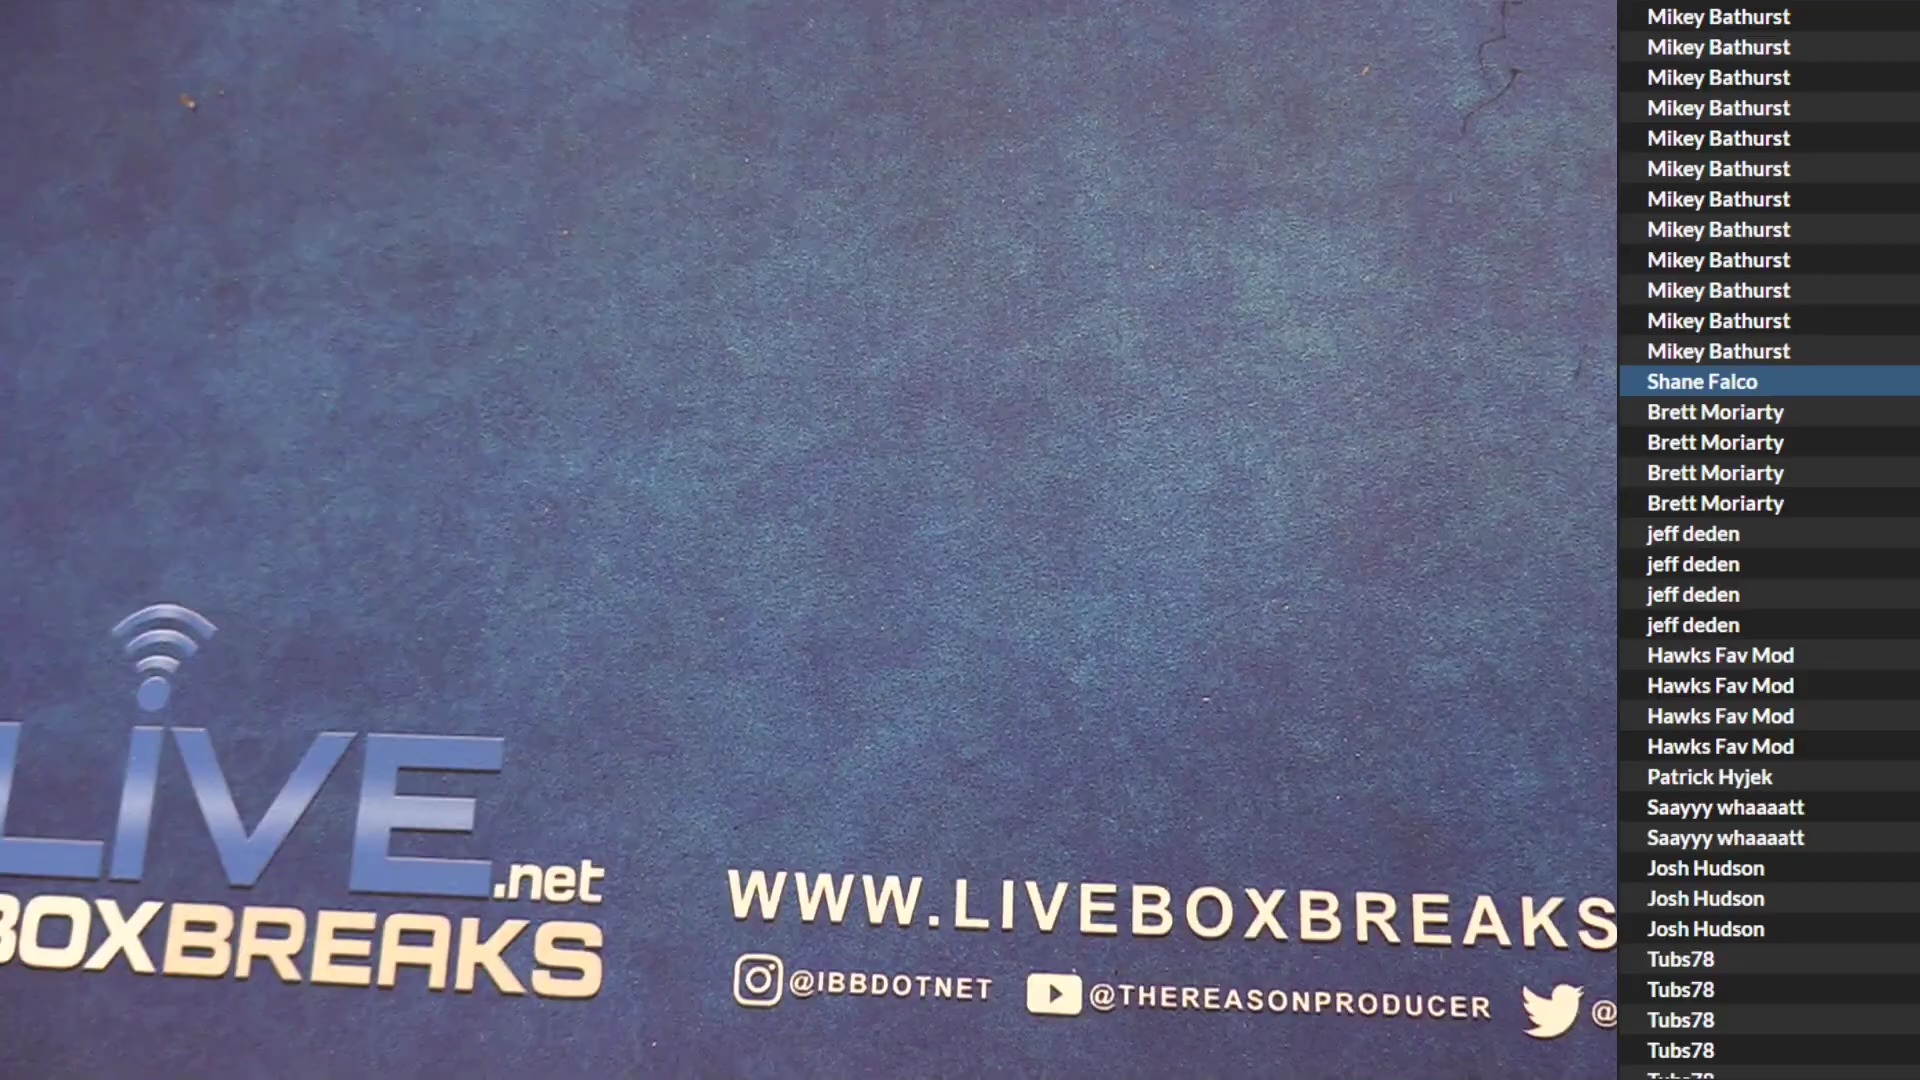 LIVE
.net
BOXBREAKS
WWW.LIVEBOXBREAKS
@IBBDOTNET @THEREASONPRODUCER @
Mikey Bathurst
Mikey Bathurst
Mikey Bathurst
Mikey Bathurst
Mikey Bathurst
Mikey Bathurst
Mikey Bathurst
Mikey Bathurst
Mikey Bathurst
Mikey Bathurst
Mikey Bathurst
Mikey Bathurst
Shane Falco
Brett Moriarty
Brett Moriarty
Brett Moriarty
Brett Moriarty
jeff deden
jeff deden
jeff deden
jeff deden
Hawks Fav Mod
Hawks Fav Mod
Hawks Fav Mod
Hawks Fav Mod
Patrick Hyjek
Saayyy whaaaatt
Saayyy whaaaatt
Josh Hudson
Josh Hudson
Josh Hudson
Tubs78
Tubs78
Tubs78
Tubs78
Tubs78